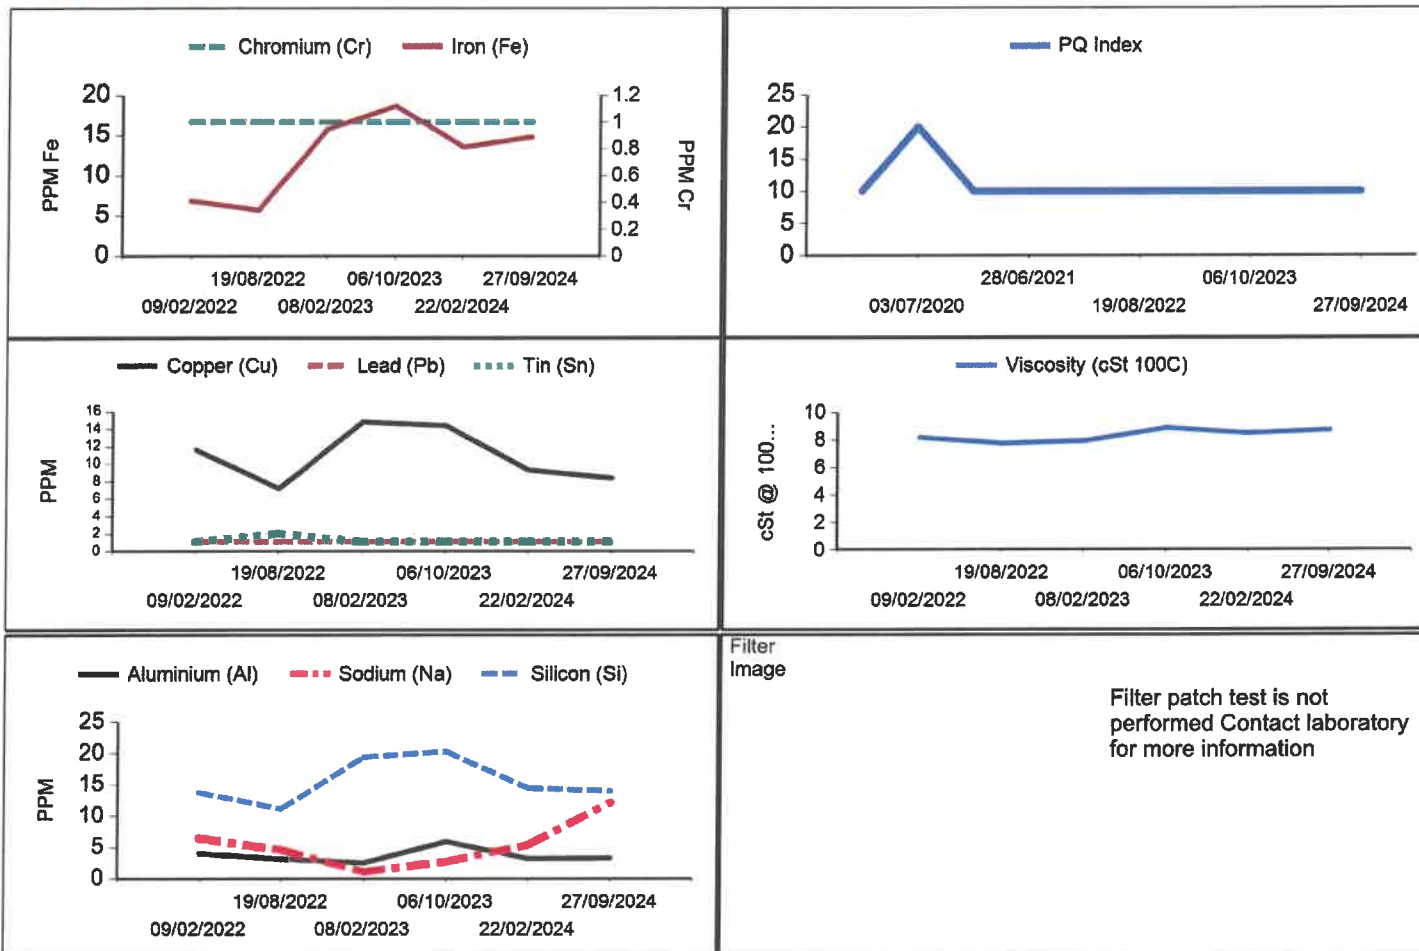 Chromium (Cr) Iron (Fe)
20
15
10
5
0
PPM Fe
1.2
1
0.8
0.6
0.4
0.2
0
PPM Cr
19/08/2022 06/10/2023 27/09/2024
09/02/2022 08/02/2023 22/02/2024
PQ Index
25
20
15
10
5
0
28/06/2021 06/10/2023
03/07/2020 19/08/2022 27/09/2024
Copper (Cu) Lead (Pb) Tin (Sn)
16
14
12
10
8
6
4
2
0
PPM
19/08/2022 06/10/2023 27/09/2024
09/02/2022 08/02/2023 22/02/2024
Viscosity (cSt 100C)
10
8
6
4
2
0
cSt @ 100...
19/08/2022 06/10/2023 27/09/2024
09/02/2022 08/02/2023 22/02/2024
Aluminium (Al) Sodium (Na) Silicon (Si)
25
20
15
10
5
0
PPM
19/08/2022 06/10/2023 27/09/2024
09/02/2022 08/02/2023 22/02/2024
Filter
Image
Filter patch test is not
performed Contact laboratory
for more information